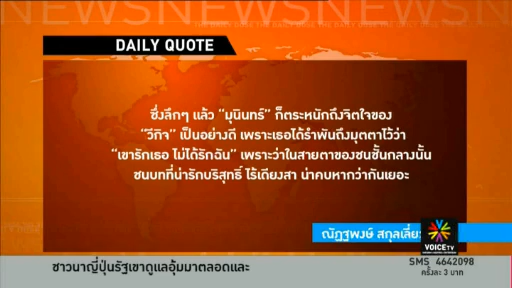 NEWSNEWSNEWSNEWS
DAILY QUOTE
ซึ่งลึกๆ แล้ว "มุนินทร์" ก็ตระหนักถึงจิตใจของ
"วีกิจ" เป็นอย่างดี เพราะเธอได้รำพันถึงมุตตาไว้ว่า
"เขารักเธอ ไม่ได้รักฉัน" เพราะว่าในสายตาของชนชั้นกลางนั้น
ชนบทที่น่ารักบริสุทธิ์ ไร้เดียงสา น่าคบหากว่ากันเยอะ
ณัฏฐพงษ์ สกุลเลี่ย
VOICETV
ชาวนาญี่ปุ่นรัฐเขาดูแลอุ้มมาตลอดและ
SMS 4642098
ครั้งละ 3 บาท